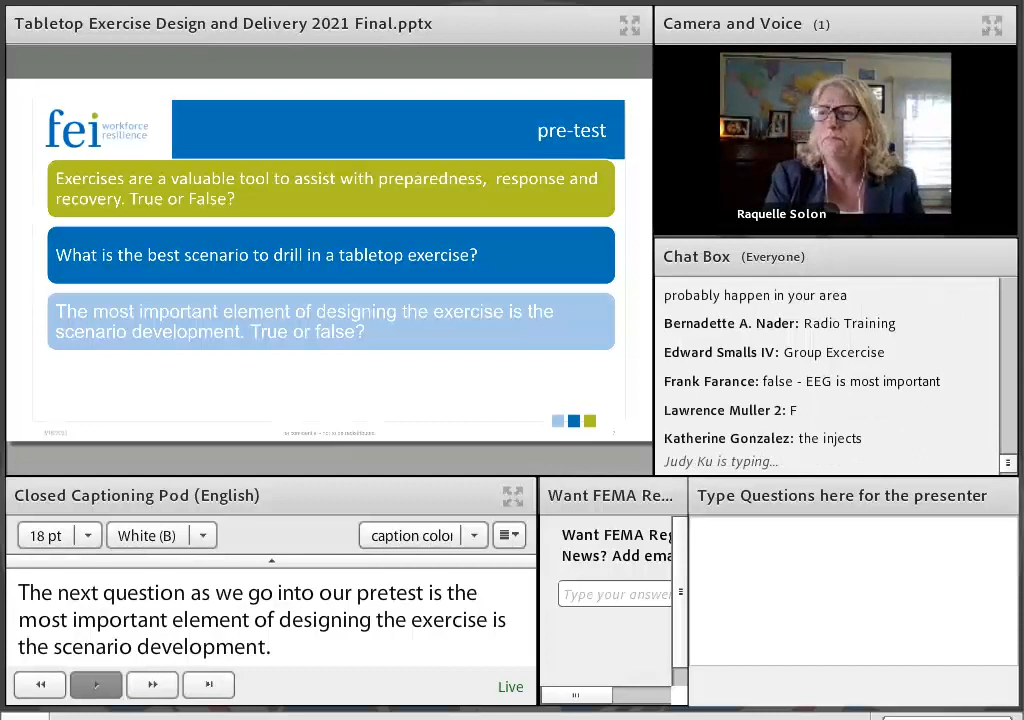 Tabletop Exercise Design and Delivery 2021 Final.pptx
fei workforce
resilience
pre-test
Exercises are a valuable tool to assist with preparedness, response and
recovery. True or False?
What is the best scenario to drill in a tabletop exercise?
The most important element of designing the exercise is the
scenario development. True or false?
Camera and Voice (1)
Raquelle Solon
Chat Box (Everyone)
probably happen in your area
Bernadette A. Nader: Radio Training
Edward Smalls IV: Group Excercise
Frank Farance: false - EEG is most important
Lawrence Muller 2: F
Katherine Gonzalez: the injects
Judy Ku is typing...
Closed Captioning Pod (English)
18 pt
White (B)
caption color
The next question as we go into our pretest is the
most important element of designing the exercise is
the scenario development.
Live
Want FEMA Re...
Want FEMA Reg
News? Add ema
Type your answer
Type Questions here for the presenter